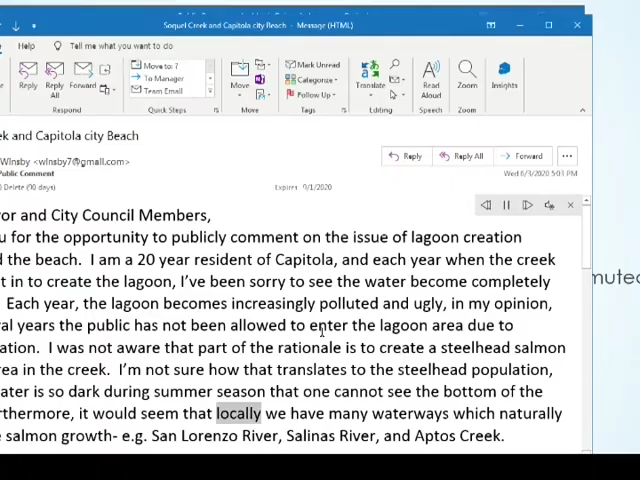 Soquel Creek and Capitola city Beach - Message (HTML)
Help Tell me what you want to do
Reply
Reply All
Forward
Respond
Move to: ?
To Manager
Team Email
Quick Steps
Move
Move
Mark Unread
Categorize
Follow Up
Tags
Translate
Editing
Read Aloud
Speech
Zoom
Zoom
Insights
ek and Capitola city Beach
Wlnsby <wlnsby7@gmail.com>
Public Comment
0 Delete (90 days)
Expires 9/1/2020
Reply
Reply All
Forward
Wed 6/3/2020 5:01 PM
or and City Council Members,
u for the opportunity to publicly comment on the issue of lagoon creation
d the beach. I am a 20 year resident of Capitola, and each year when the creek
t in to create the lagoon, I've been sorry to see the water become completely
. Each year, the lagoon becomes increasingly polluted and ugly, in my opinion,
al years the public has not been allowed to enter the lagoon area due to
ation. I was not aware that part of the rationale is to create a steelhead salmon
ea in the creek. I'm not sure how that translates to the steelhead population,
ater is so dark during summer season that one cannot see the bottom of the
rthermore, it would seem that locally we have many waterways which naturally
e salmon growth- e.g. San Lorenzo River, Salinas River, and Aptos Creek.
muted